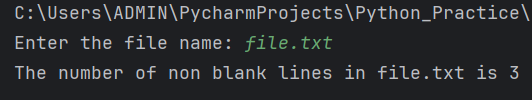 C:\Users\ADMIN\PycharmProjects\Python_Practice\
Enter the file name: file.txt
The number of non blank lines in file.txt is 3